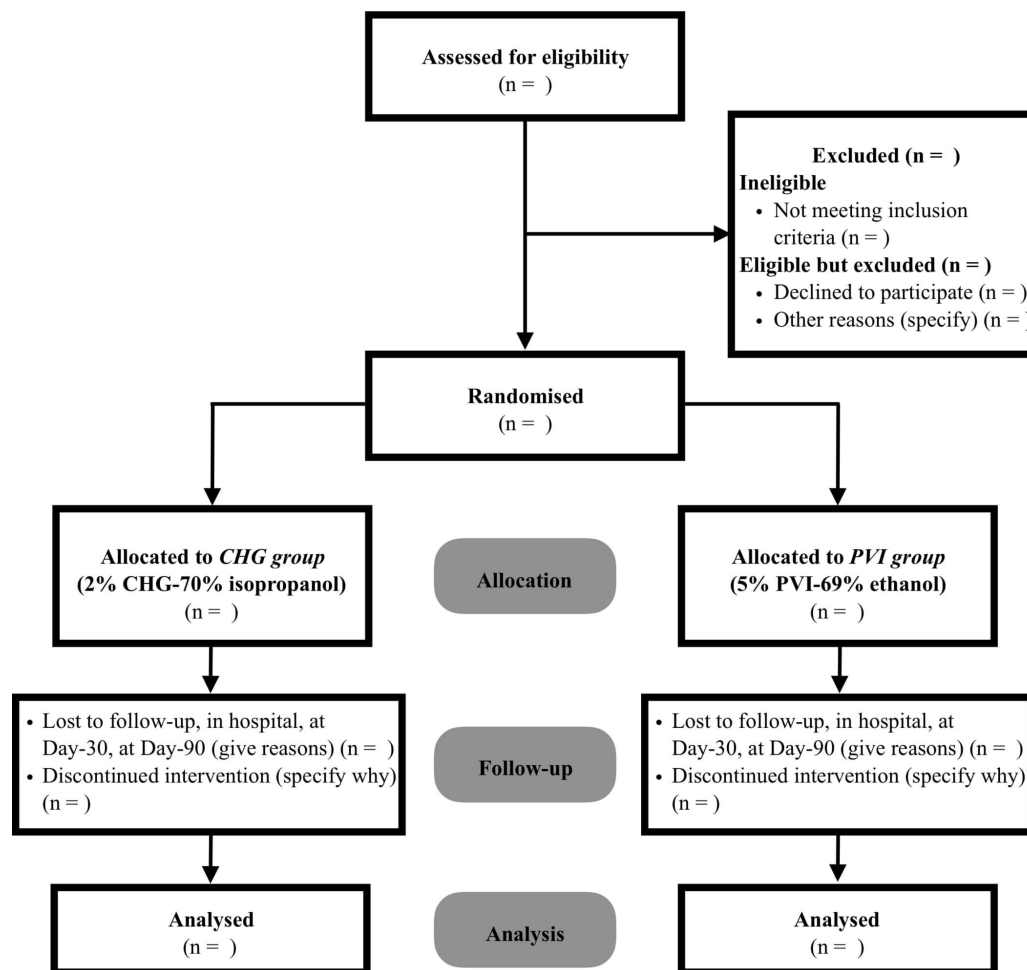 Assessed for eligibility
(n =  )
Excluded (n =  )
Ineligible
• Not meeting inclusion
criteria (n = )
Eligible but excluded (n = )
• Declined to participate (n = )
• Other reasons (specify) (n = )
Randomised
(n =  )
Allocated to CHG group
(2% CHG-70% isopropanol)
(n =  )
Allocation
Allocated to PVI group
(5% PVI-69% ethanol)
(n =  )
• Lost to follow-up, in hospital, at
Day-30, at Day-90 (give reasons) (n =  )
• Discontinued intervention (specify why)
(n = )
Follow-up
• Lost to follow-up, in hospital, at
Day-30, at Day-90 (give reasons) (n =  )
• Discontinued intervention (specify why)
(n = )
Analysed
(n =  )
Analysis
Analysed
(n =  )